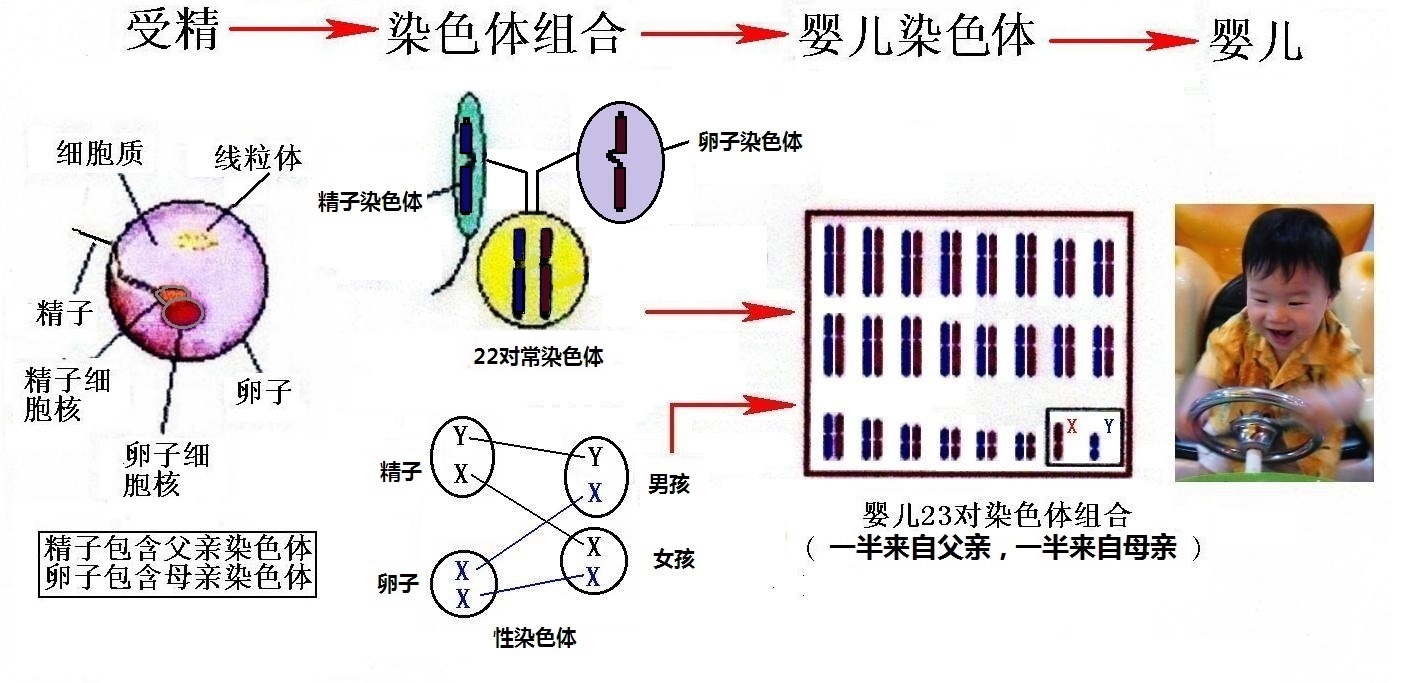 受精
染色体组合
婴儿染色体
婴儿
细胞质
线粒体
精子
精子细
胞核
卵子
卵子细
胞核
精子包含父亲染色体
卵子包含母亲染色体
精子染色体
卵子染色体
22对常染色体
精子
Y
X
Y
X
男孩
卵子
X
X
X
X
女孩
性染色体
X
Y
婴儿23对染色体组合
(一半来自父亲，一半来自母亲)